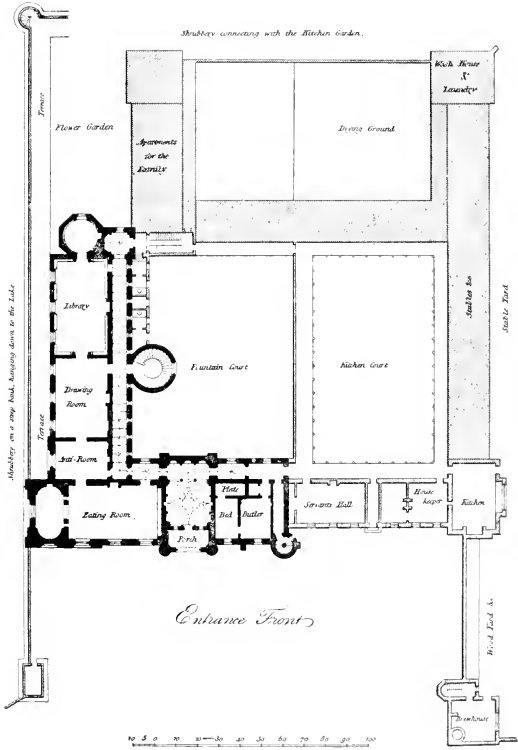 Shrubbery connecting with the Kitchen Garden.
Wash House
&
Laundry
Terrace
Flower Garden
Apartments
for the
Family
Drying Ground
Library
Stables &c
Stable Yard
Shrubbery on a steep bank, hanging down to the Lake
Drawing
Room
Fountain Court
Kitchen Court
Terrace
Anti-Room
Eating Room
Plate
Bed
Butler
Porch
Servants Hall
House
keeper
Kitchen
Entrance Front
Wood Yard &c
Brewhouse
10 5 0 10 20 30 40 50 60 70 80 90 100